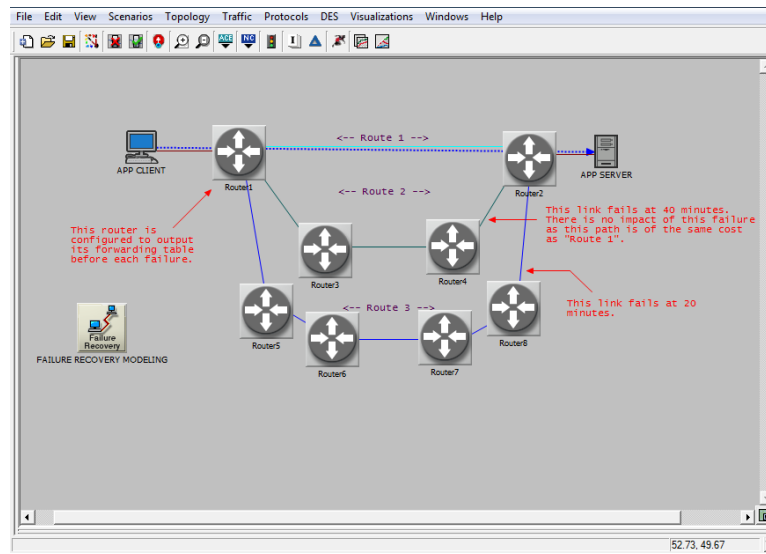 File Edit View Scenarios Topology Traffic Protocols DES Visualizations Windows Help
ACE NC
<-- Route 1 -->
APP CLIENT
Router1
Router2
APP SERVER
<-- Route 2 -->
This router is
configured to output
its forwarding table
before each failure.
This link fails at 40 minutes.
There is no impact of this failure
as this path is of the same cost
as "Route 1".
Router3
Router4
This link fails at 20
minutes.
<-- Route 3 -->
Failure
Recovery
FAILURE RECOVERY MODELING
Router5
Router6
Router7
Router8
52.73, 49.67